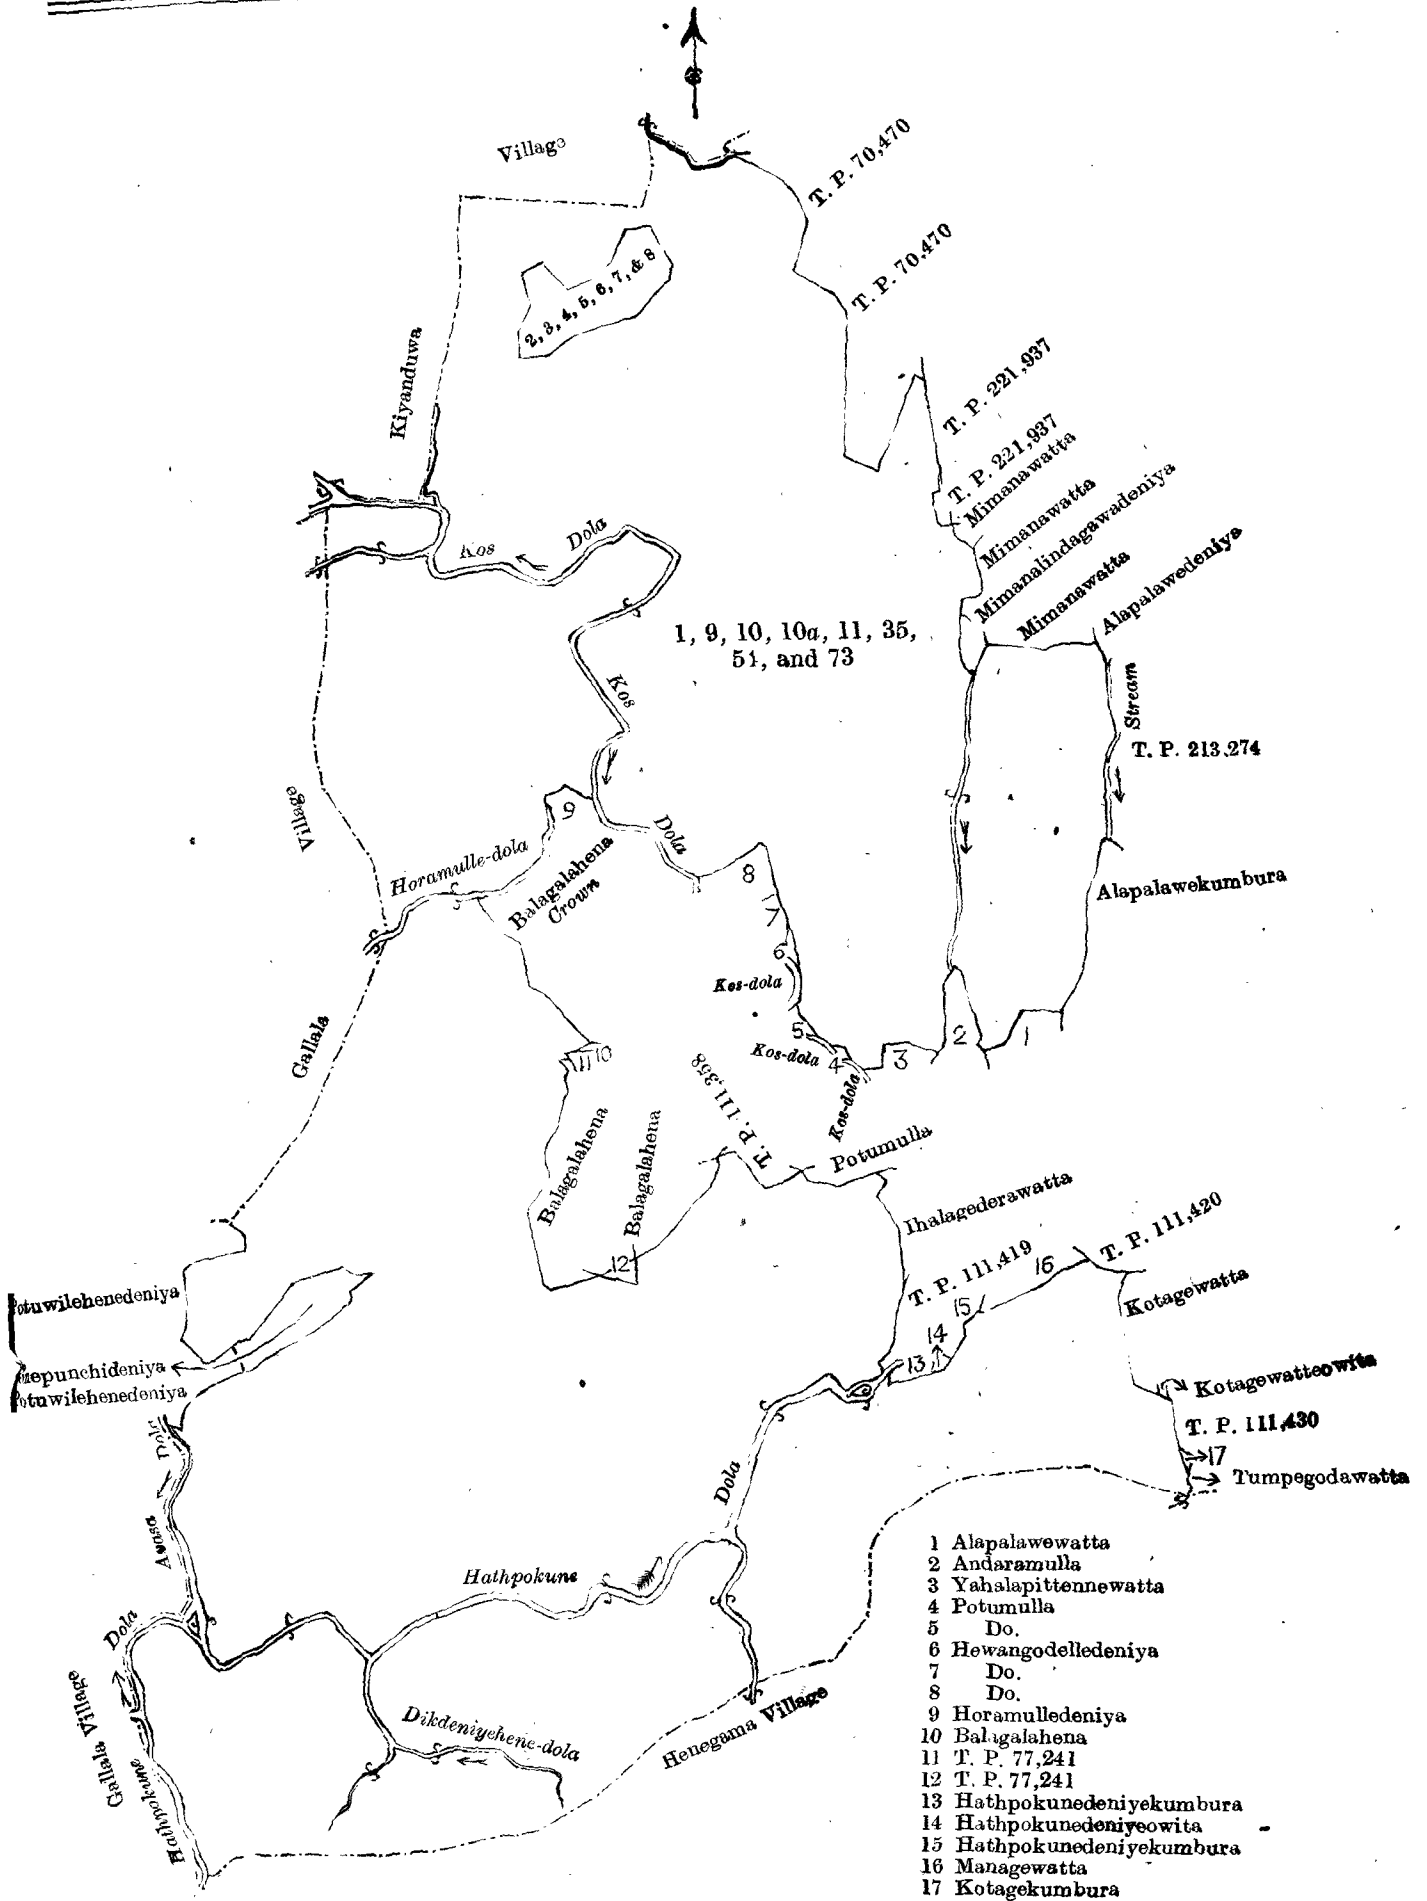 Village
T. P. 70,470
T. P. 70,470
2, 3, 4, 5, 6, 7, & 8
Kiyanduwa
T. P. 221,937
T. P. 221,937
Mimanawatta
Mimanawatta
Mimanalindagawadeniya
Mimanawatta
Alapalawedeniya
Kos Dola
1, 9, 10, 10a, 11, 35,
51, and 73
Kos
Stream
T. P. 213,274
Village
9
Dola
Horamulle-dola
Balagalahena
Crown
8
7
Alapalawekumbura
6
Kos-dola
Gallala
5
Kos-dola
4
3
2
1
11 10
T. P. 111,358
Kos-dola
Balagalahena
Balagalahena
Potumulla
Ihalagederawatta
12
T. P. 111,419
16
T. P. 111,420
Potuwilehenedeniya
15
Kotagewatta
14
13
epunchideniya
Potuwilehenedeniya
Kotagewatteowita
T. P. 111,430
17
Tumpegodawatta
Dola
Dola
Hathpokune
Dola
Gallala Village
Hathpokune
Dikdeniyehene-dola
Henegama Village
1 Alapalawewatta
2 Andaramulla
3 Yahalapittennewatta
4 Potumulla
5 Do.
6 Hewangodelledeniya
7 Do.
8 Do.
9 Horamulledeniya
10 Balagalahena
11 T. P. 77,241
12 T. P. 77,241
13 Hathpokunedeniyekumbura
14 Hathpokunedeniyeowita
15 Hathpokunedeniyekumbura
16 Managewatta
17 Kotagekumbura